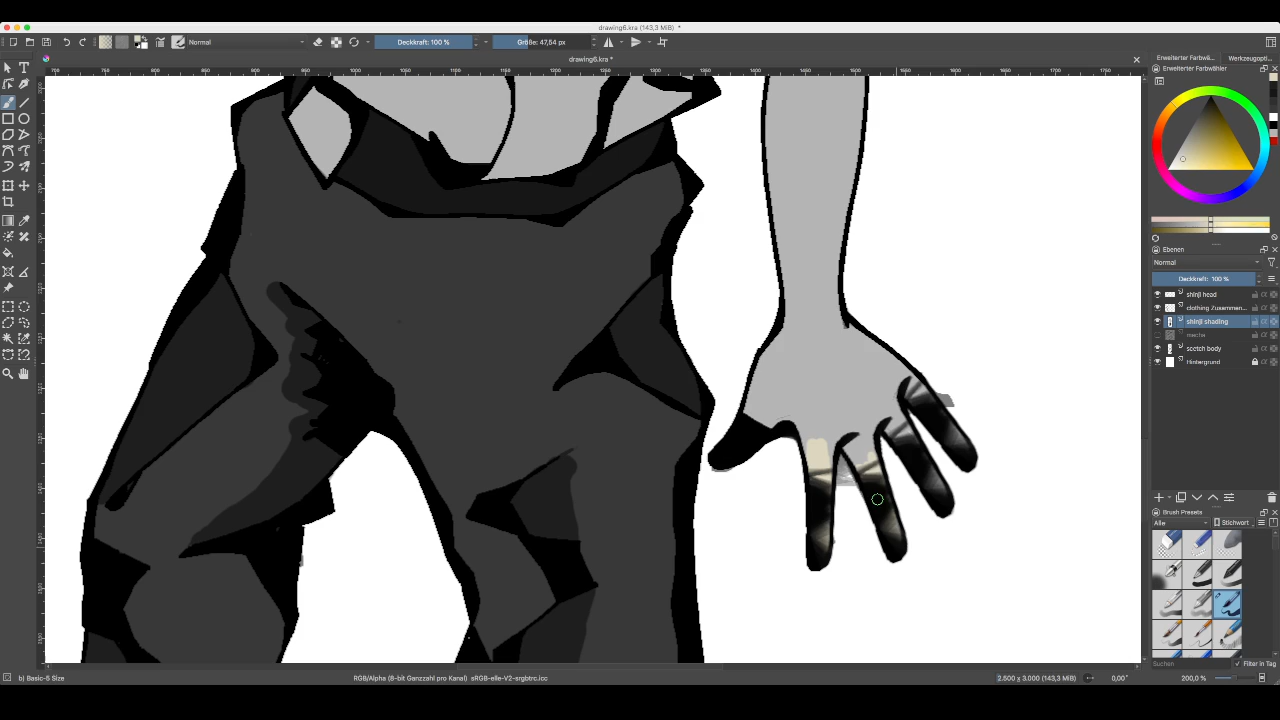 drawing6.kra (143,3 MiB) *
Normal
Deckkraft: 100 %
Größe: 47,54 px
drawing6.kra *
Erweiterter Farbwä...
Werkzeugopti...
Erweiterter Farbwähler
Ebenen
Normal
Deckkraft: 100 %
shinji head
clothing Zusammen...
shinji shading
mecha
scetch body
Hintergrund
Brush Presets
Alle
Stichwort
Suchen
Filter in Tag
b) Basic-5 Size
RGB/Alpha (8-bit Ganzzahl pro Kanal) sRGB-elle-V2-srgbtrc.icc
2.500 x 3.000 (143,3 MiB)
0,00°
200,0 %